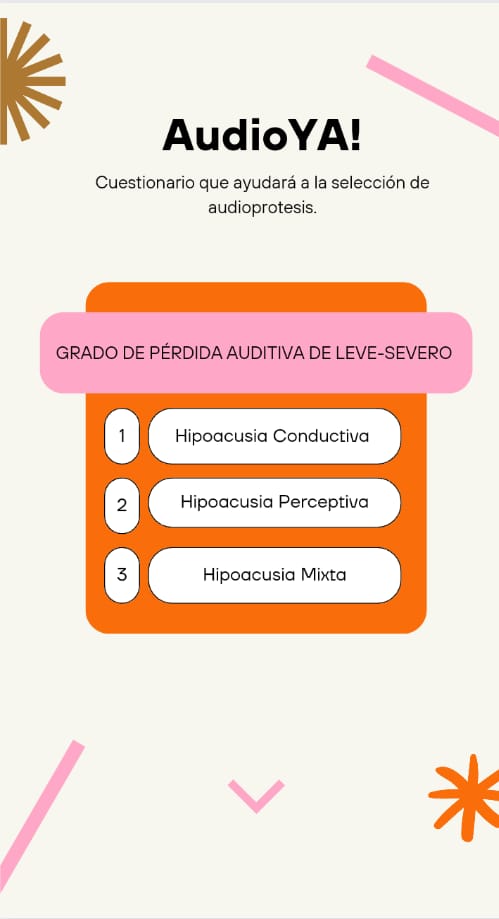 AudioYA!
Cuestionario que ayudará a la selección de
audioprotesis.
GRADO DE PÉRDIDA AUDITIVA DE LEVE-SEVERO
1 Hipoacusia Conductiva
2 Hipoacusia Perceptiva
3 Hipoacusia Mixta